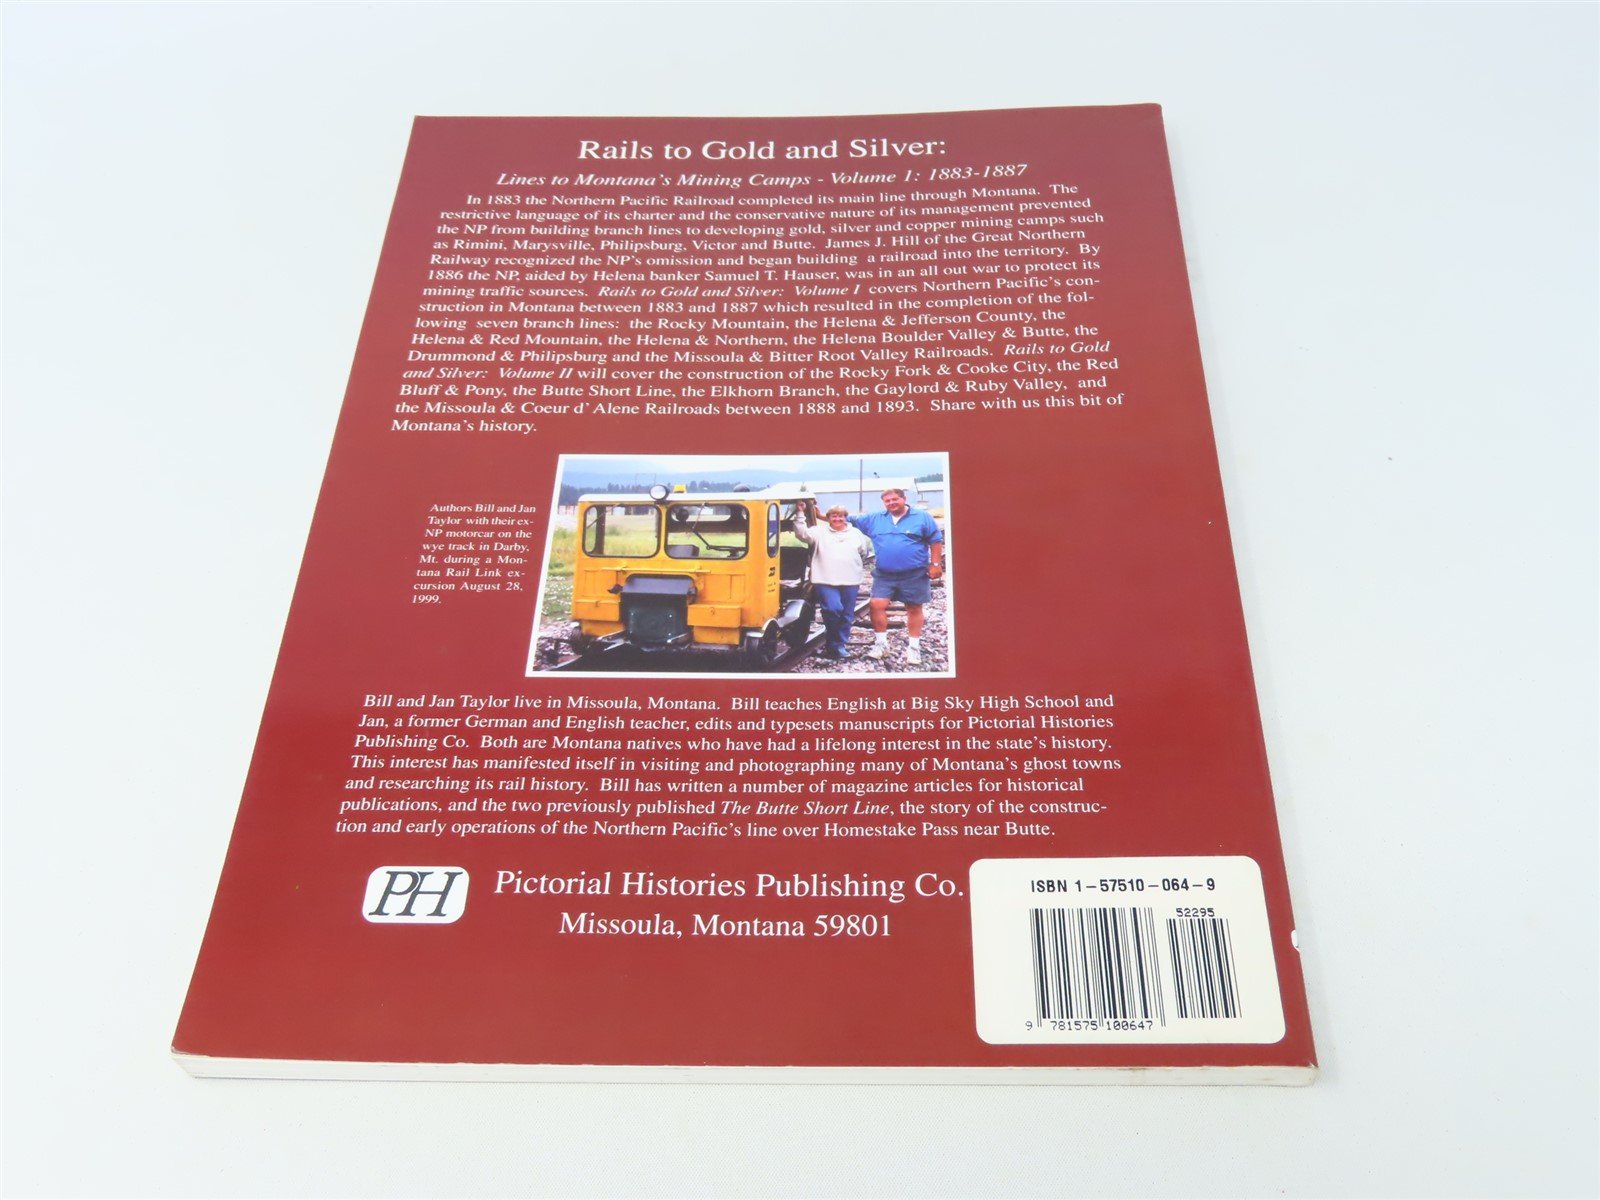 Rails to Gold and Silver:
Lines to Montana's Mining Camps - Volume 1: 1883-1887
In 1883 the Northern Pacific Railroad completed its main line through Montana. The
restrictive language of its charter and the conservative nature of its management prevented
the NP from building branch lines to developing gold, silver and copper mining camps such
as Rimini, Marysville, Philipsburg, Victor and Butte. James J. Hill of the Great Northern
Railway recognized the NP's omission and began building a railroad into the territory. By
1886 the NP, aided by Helena banker Samuel T. Hauser, was in an all out war to protect its
mining traffic sources. Rails to Gold and Silver: Volume I covers Northern Pacific's con-
struction in Montana between 1883 and 1887 which resulted in the completion of the fol-
lowing seven branch lines: the Rocky Mountain, the Helena & Jefferson County, the
Helena & Red Mountain, the Helena & Northern, the Helena Boulder Valley & Butte, the
Drummond & Philipsburg and the Missoula & Bitter Root Valley Railroads. Rails to Gold
and Silver: Volume II will cover the construction of the Rocky Fork & Cooke City, the Red
Bluff & Pony, the Butte Short Line, the Elkhorn Branch, the Gaylord & Ruby Valley, and
the Missoula & Coeur d'Alene Railroads between 1888 and 1893. Share with us this bit of
Montana's history.
Authors Bill and Jan
Taylor with their ex-
NP motorcar on the
wye track in Darby,
Mt. during a Mon-
tana Rail Link ex-
cursion August 28,
1999.
Bill and Jan Taylor live in Missoula, Montana. Bill teaches English at Big Sky High School and
Jan, a former German and English teacher, edits and typesets manuscripts for Pictorial Histories
Publishing Co. Both are Montana natives who have had a lifelong interest in the state's history.
This interest has manifested itself in visiting and photographing many of Montana's ghost towns
and researching its rail history. Bill has written a number of magazine articles for historical
publications, and the two previously published The Butte Short Line, the story of the construc-
tion and early operations of the Northern Pacific's line over Homestake Pass near Butte.
PH
Pictorial Histories Publishing Co.
Missoula, Montana 59801
ISBN 1-57510-064-9
52295
9 781575 100647